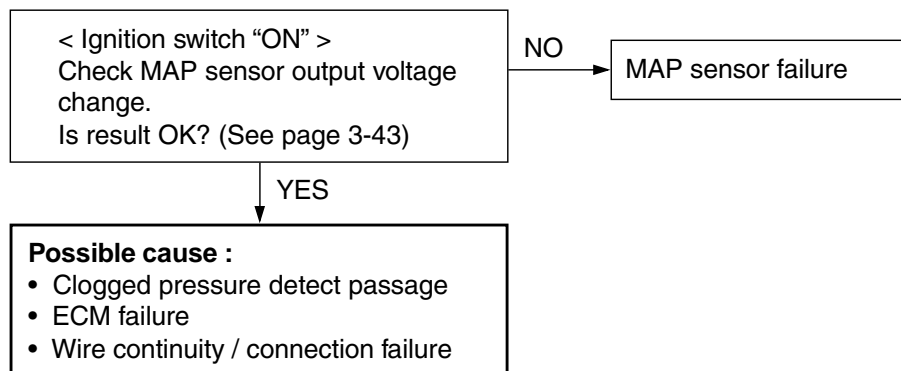 < Ignition switch “ON” >
Check MAP sensor output voltage
change.
Is result OK? (See page 3-43)
NO
MAP sensor failure
YES
Possible cause :
• Clogged pressure detect passage
• ECM failure
• Wire continuity / connection failure